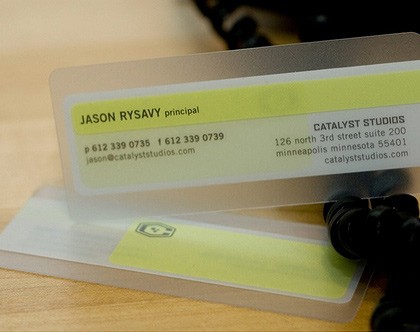 JASON RYSAVY principal
p 612 339 0735 f 612 339 0739
jason@catalyststudios.com
CATALYST STUDIOS
126 north 3rd street suite 200
minneapolis minnesota 55401
catalyststudios.com